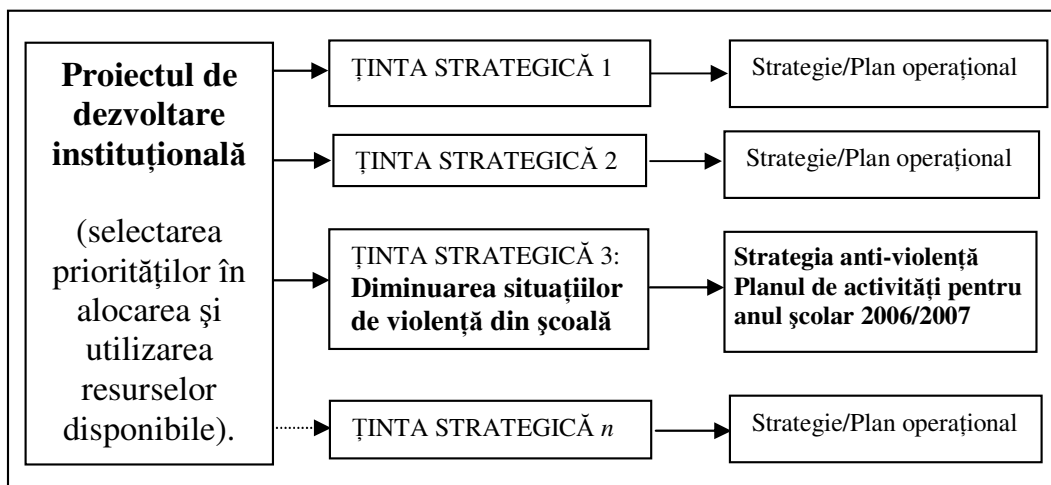 Proiectul de
dezvoltare
instituțională
(selectarea
priorităților în
alocarea şi
utilizarea
resurselor
disponibile).
ȚINTA STRATEGICĂ 1
Strategie/Plan operațional
ȚINTA STRATEGICĂ 2
Strategie/Plan operațional
ȚINTA STRATEGICĂ 3:
Diminuarea situațiilor
de violență din şcoală
Strategia anti-violență
Planul de activități pentru
anul şcolar 2006/2007
ȚINTA STRATEGICĂ n
Strategie/Plan operațional